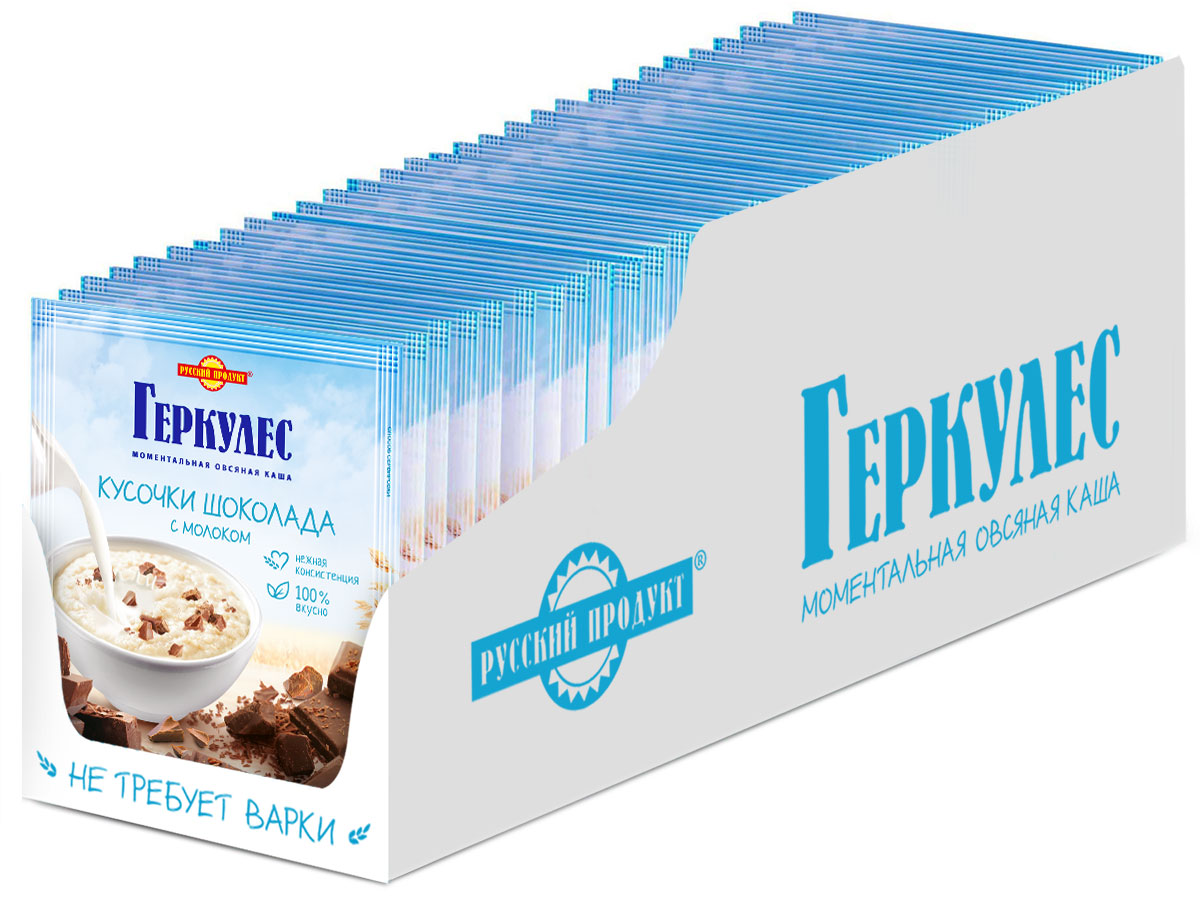 РУССКИЙ ПРОДУКТ®
ГЕРКУЛЕС
МОМЕНТАЛЬНАЯ ОВСЯНАЯ КАША
КУСОЧКИ ШОКОЛАДА
С МОЛОКОМ
нежная
консистенция
100%
вкусно
НЕ ТРЕБУЕТ ВАРКИ
РУССКИЙ ПРОДУКТ®
ГЕРКУЛЕС
МОМЕНТАЛЬНАЯ ОВСЯНАЯ КАША